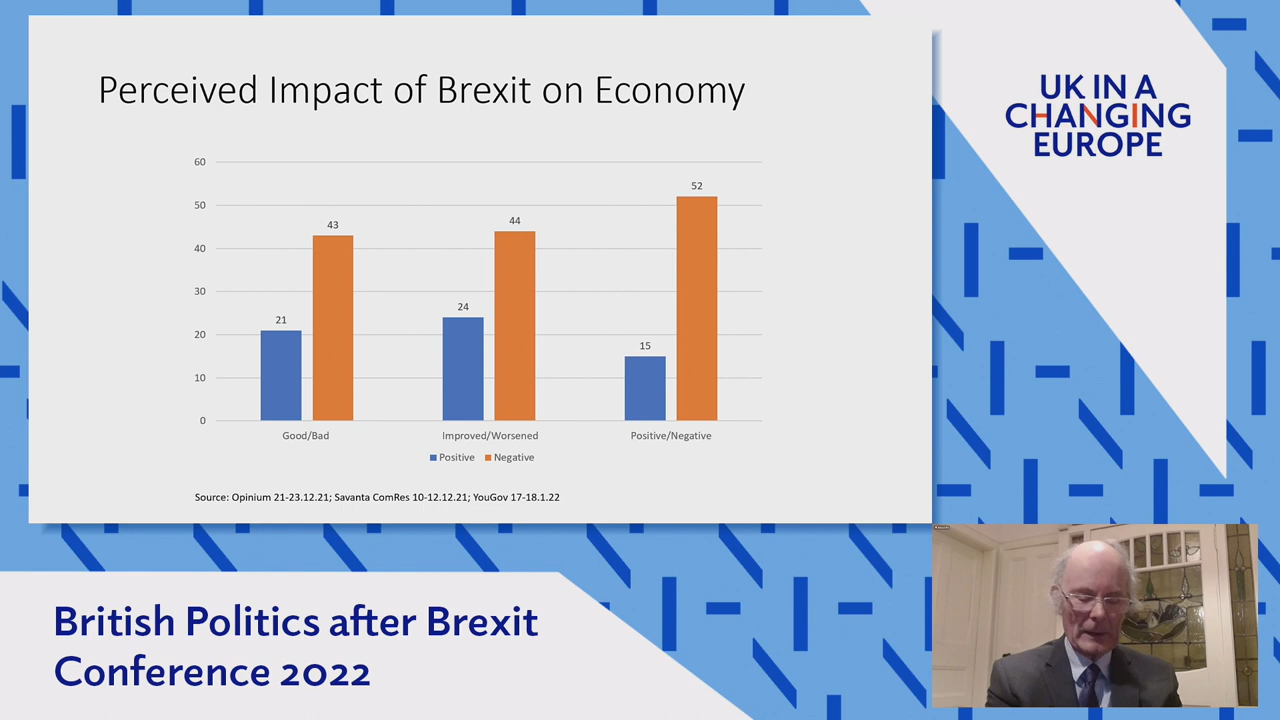 Perceived Impact of Brexit on Economy
60
50
40
30
20
10
0
21
43
24
44
15
52
Good/Bad
Improved/Worsened
Positive/Negative
Positive
Negative
Source: Opinium 21-23.12.21; Savanta ComRes 10-12.12.21; YouGov 17-18.1.22
UK IN A
CHANGING
EUROPE
British Politics after Brexit
Conference 2022